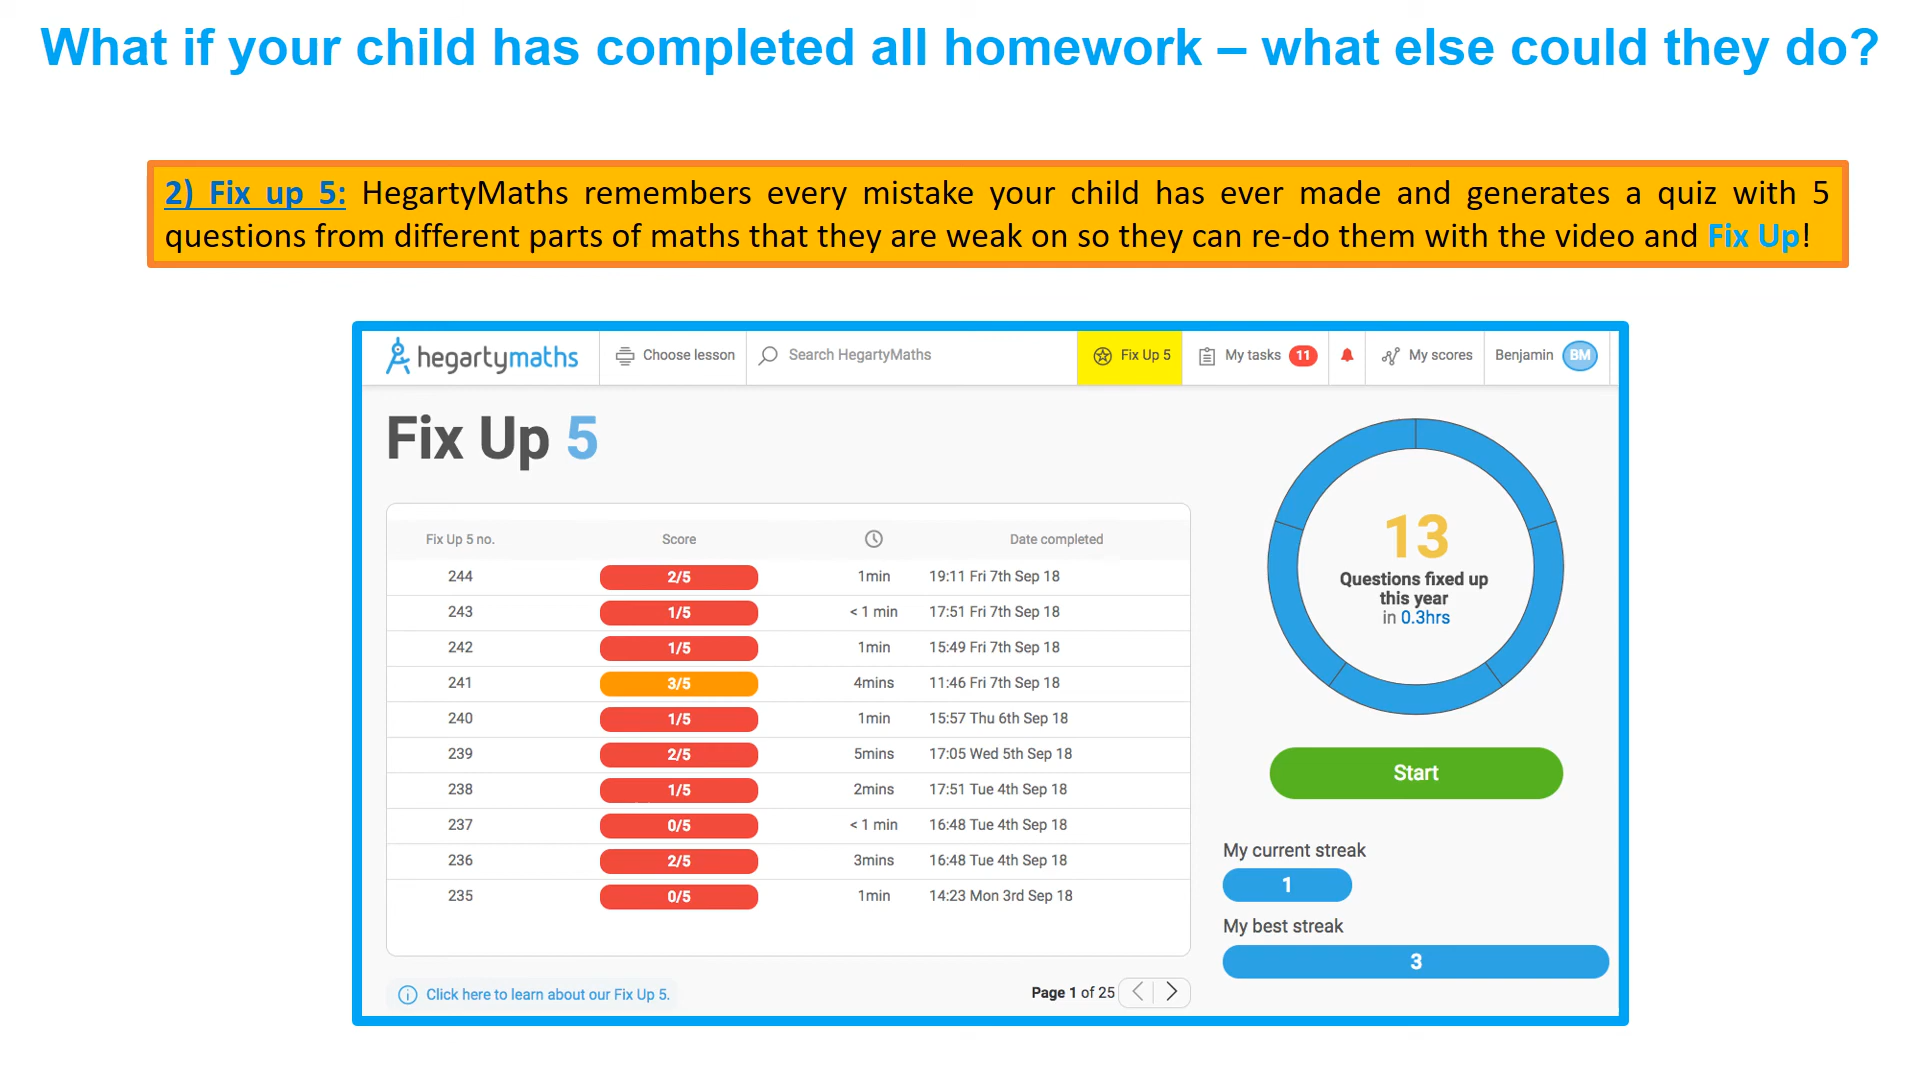 What if your child has completed all homework – what else could they do?
2) Fix up 5: HegartyMaths remembers every mistake your child has ever made and generates a quiz with 5
questions from different parts of maths that they are weak on so they can re-do them with the video and Fix Up!
hegartymaths Choose lesson Search HegartyMaths Fix Up 5 My tasks 11 My scores Benjamin BM
Fix Up 5
Fix Up 5 no. Score Date completed
244 2/5 1min 19:11 Fri 7th Sep 18
243 1/5 < 1 min 17:51 Fri 7th Sep 18
242 1/5 1min 15:49 Fri 7th Sep 18
241 3/5 4mins 11:46 Fri 7th Sep 18
240 1/5 1min 15:57 Thu 6th Sep 18
239 2/5 5mins 17:05 Wed 5th Sep 18
238 1/5 2mins 17:51 Tue 4th Sep 18
237 0/5 < 1 min 16:48 Tue 4th Sep 18
236 2/5 3mins 16:48 Tue 4th Sep 18
235 0/5 1min 14:23 Mon 3rd Sep 18
Click here to learn about our Fix Up 5.
Page 1 of 25
13
Questions fixed up
this year
in 0.3hrs
Start
My current streak
1
My best streak
3